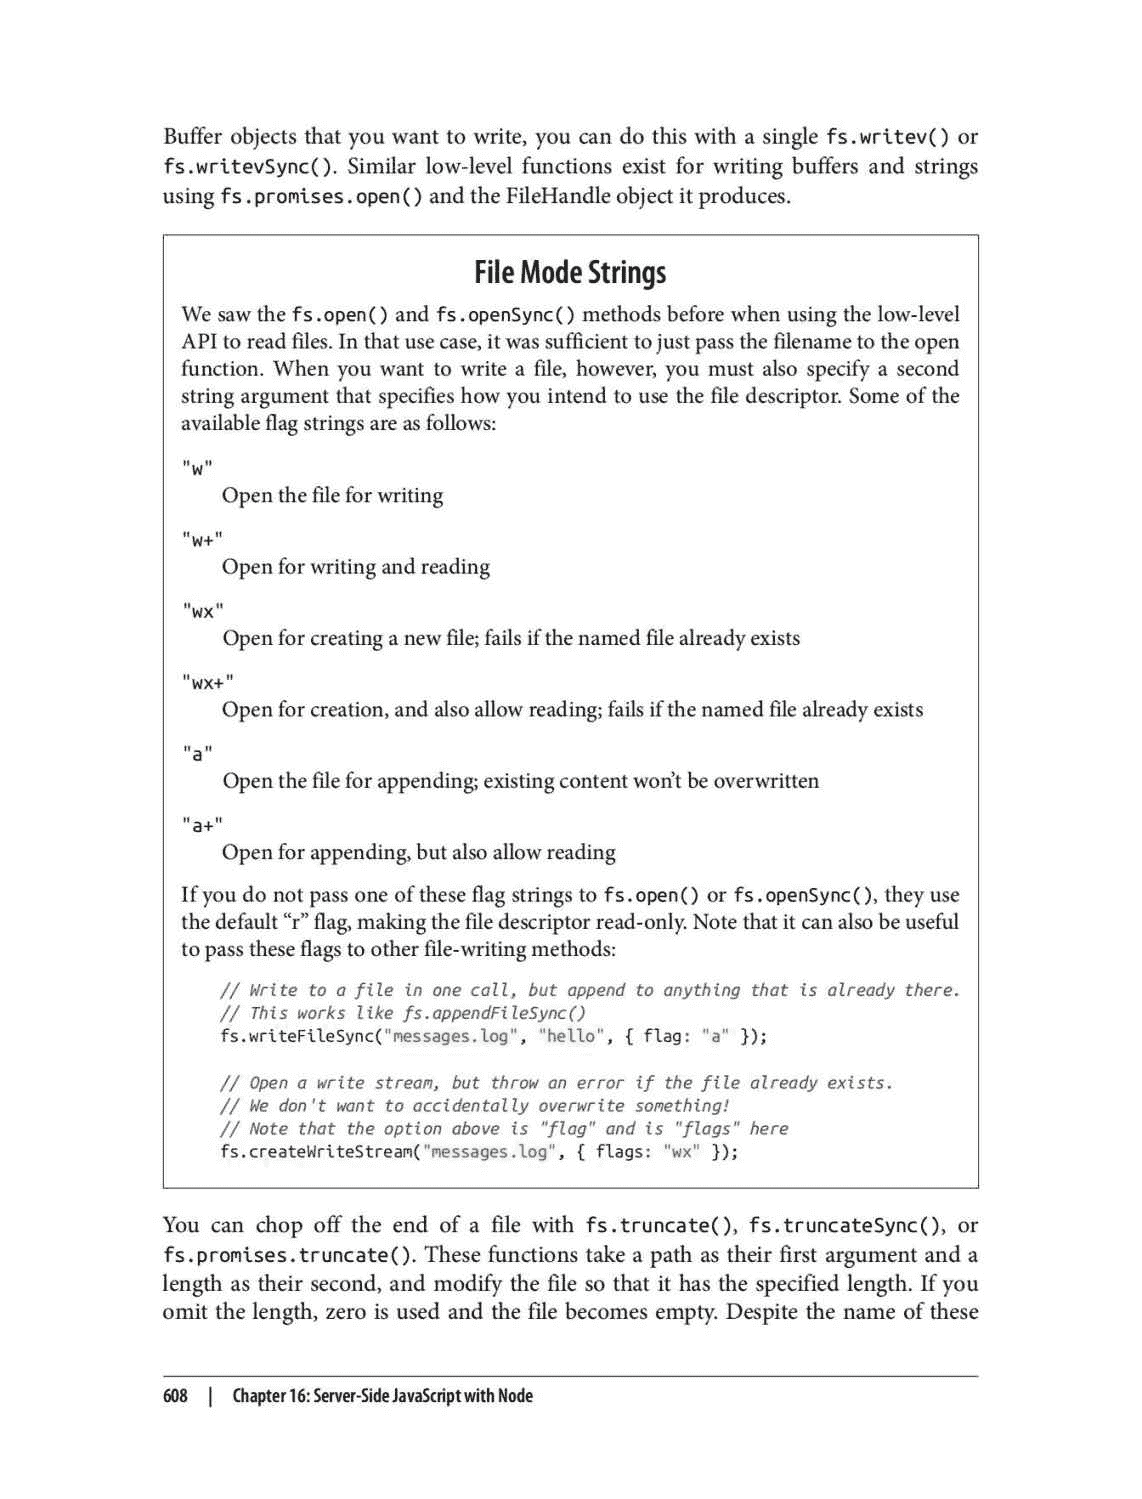 Buffer objects that you want to write, you can do this with a single fs.writev() or
fs.writevSync(). Similar low-level functions exist for writing buffers and strings
using fs.promises.open() and the FileHandle object it produces.
File Mode Strings
We saw the fs.open() and fs.openSync() methods before when using the low-level
API to read files. In that use case, it was sufficient to just pass the filename to the open
function. When you want to write a file, however, you must also specify a second
string argument that specifies how you intend to use the file descriptor. Some of the
available flag strings are as follows:
"w"
Open the file for writing
"w+"
Open for writing and reading
"wx"
Open for creating a new file; fails if the named file already exists
"wx+"
Open for creation, and also allow reading; fails if the named file already exists
"a"
Open the file for appending; existing content won’t be overwritten
"a+"
Open for appending, but also allow reading
If you do not pass one of these flag strings to fs.open() or fs.openSync(), they use
the default “r” flag, making the file descriptor read-only. Note that it can also be useful
to pass these flags to other file-writing methods:
// Write to a file in one call, but append to anything that is already there.
// This works like fs.appendFileSync()
fs.writeFileSync("messages.log", "hello", { flag: "a" });
// Open a write stream, but throw an error if the file already exists.
// We don't want to accidentally overwrite something!
// Note that the option above is "flag" and is "flags" here
fs.createWriteStream("messages.log", { flags: "wx" });
You can chop off the end of a file with fs.truncate(), fs.truncateSync(), or
fs.promises.truncate(). These functions take a path as their first argument and a
length as their second, and modify the file so that it has the specified length. If you
omit the length, zero is used and the file becomes empty. Despite the name of these
608 | Chapter 16: Server-Side JavaScript with Node